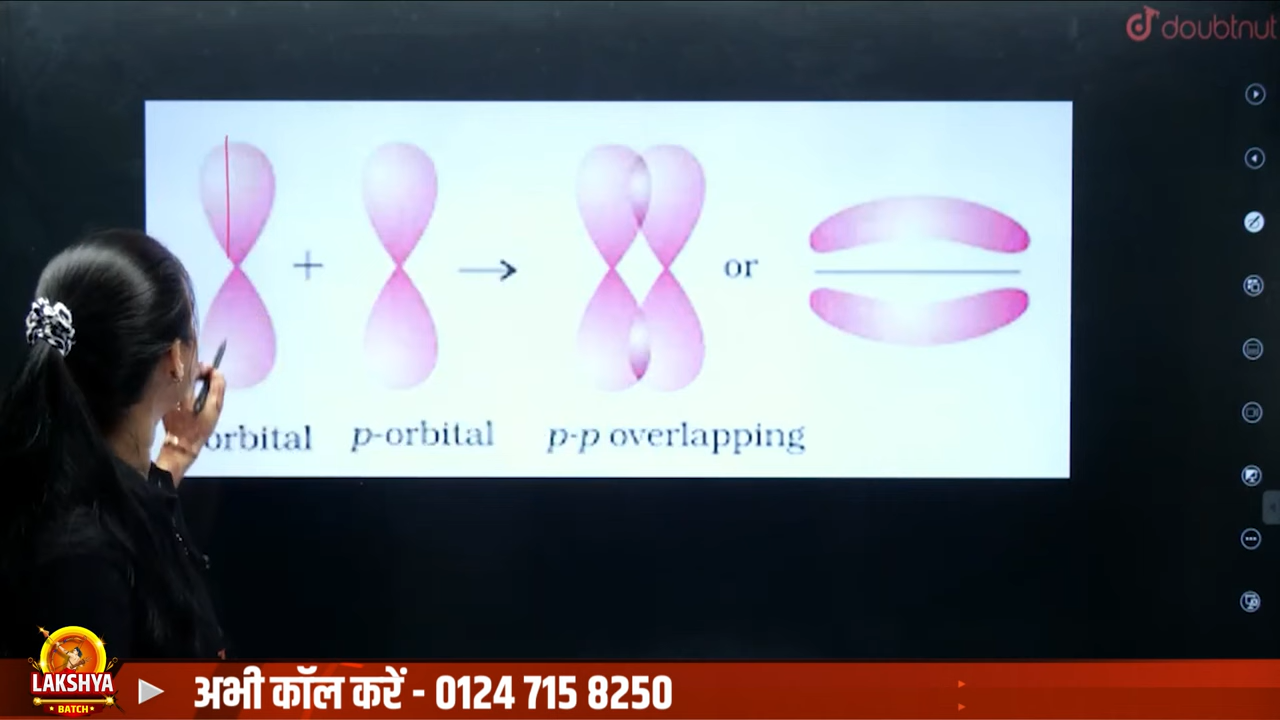 doubtnut
+
or
orbital p-orbital p-p overlapping
LAKSHYA
BATCH
अभी कॉल करें - 0124 715 8250